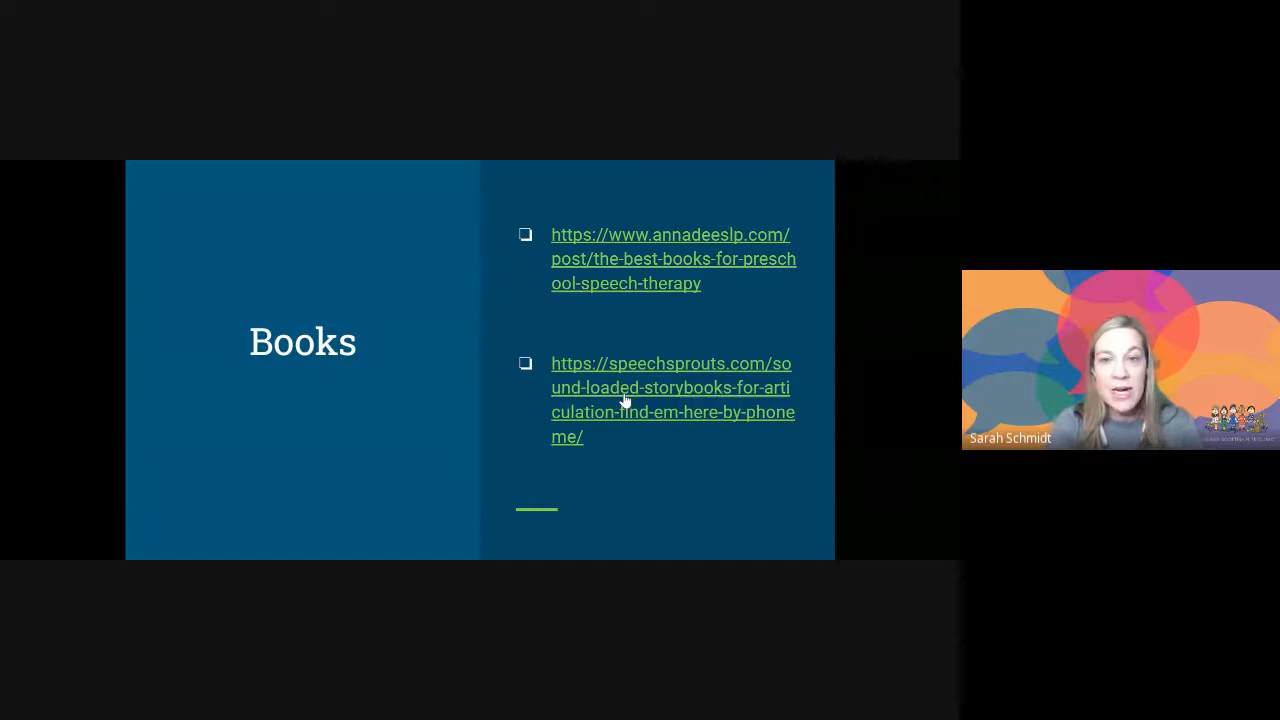 Books
https://www.annadeeslp.com/
post/the-best-books-for-presch
ool-speech-therapy
https://speechsprouts.com/so
und-loaded-storybooks-for-arti
culation-find-em-here-by-phone
me/
Sarah Schmidt